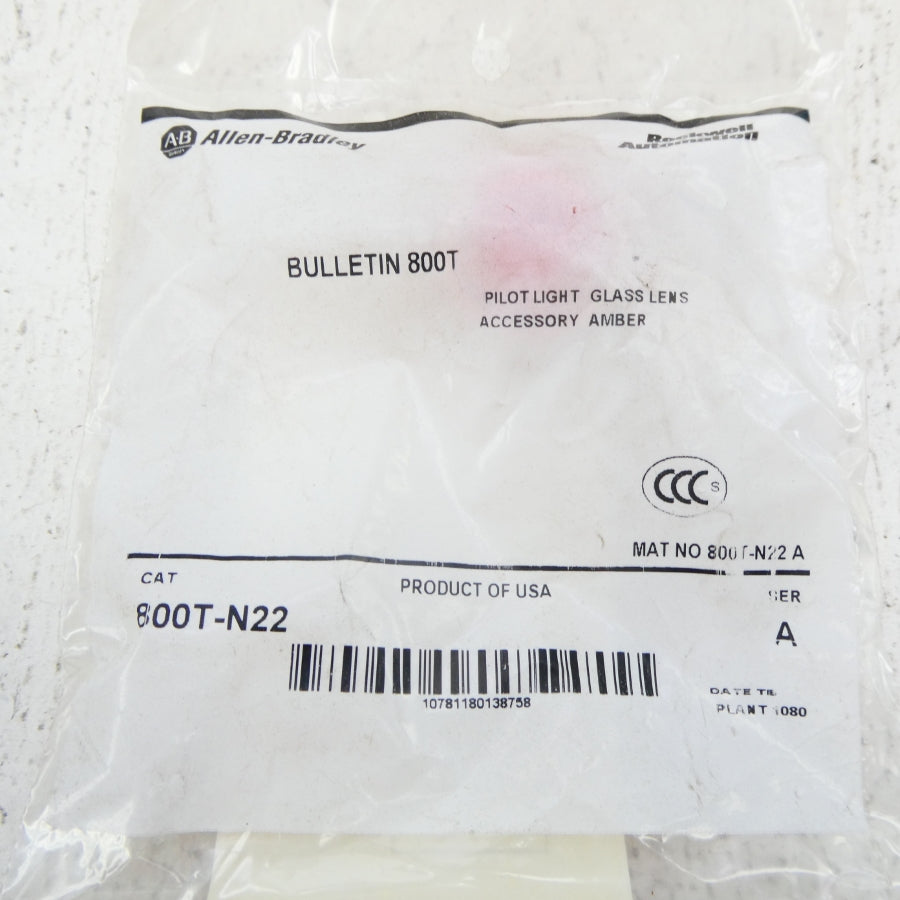 A-B Allen-Bradley
Rockwell
Automation
BULLETIN 800T
PILOT LIGHT GLASS LENS
ACCESSORY AMBER
CCC S
MAT NO 800T-N22 A
CAT
PRODUCT OF USA
SER
800T-N22
A
10781180138758
DATE
PLANT 1080